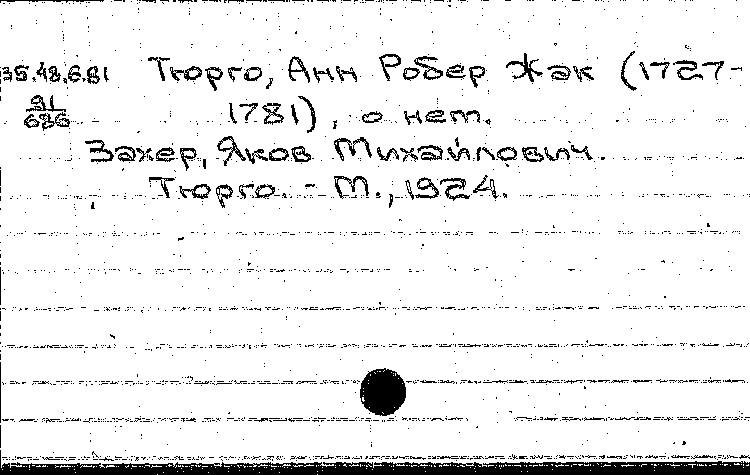 35.48.6.81 Тюрго, Анн Робер Жак (1727-
91
686
1781), о нем.
Захер, Яков Михайлович.
Тюрго. - М., 1924.